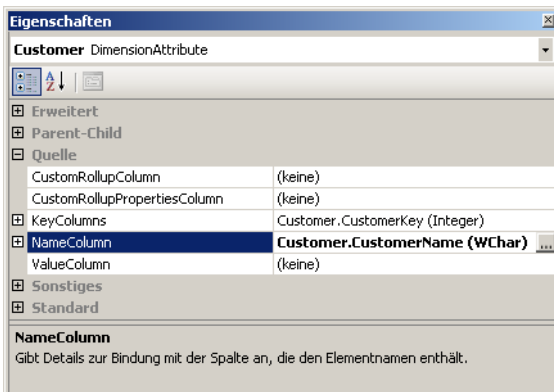 Eigenschaften
Customer DimensionAttribute
Erweitert
Parent-Child
Quelle
CustomRollupColumn (keine)
CustomRollupPropertiesColumn (keine)
KeyColumns Customer.CustomerKey (Integer)
NameColumn Customer.CustomerName (WChar) ...
ValueColumn (keine)
Sonstiges
Standard
NameColumn
Gibt Details zur Bindung mit der Spalte an, die den Elementnamen enthält.